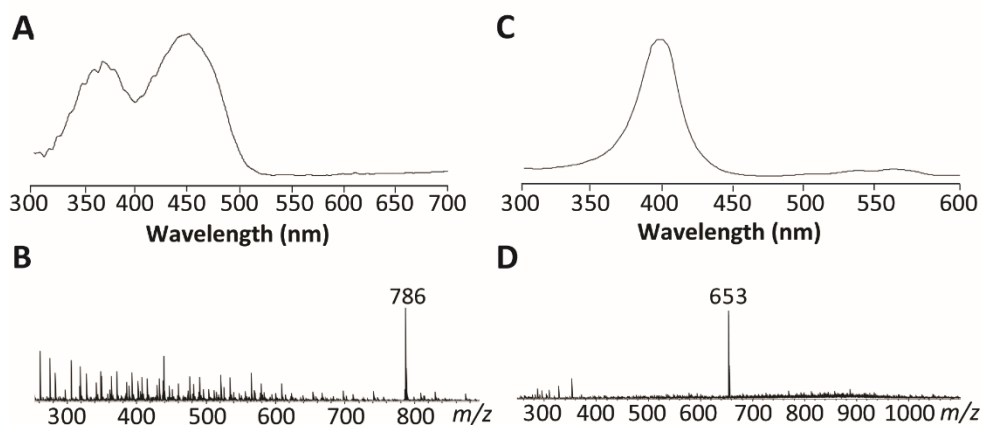 A
300 350 400 450 500 550 600 650 700
Wavelength (nm)
B
786
300 400 500 600 700 800 m/z
C
300 350 400 450 500 550 600
Wavelength (nm)
D
653
300 400 500 600 700 800 900 1000 m/z